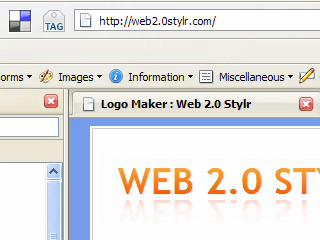 TAG http://web2.0stylr.com/
orms Images Information Miscellaneous
Logo Maker : Web 2.0 Stylr
WEB 2.0 STY